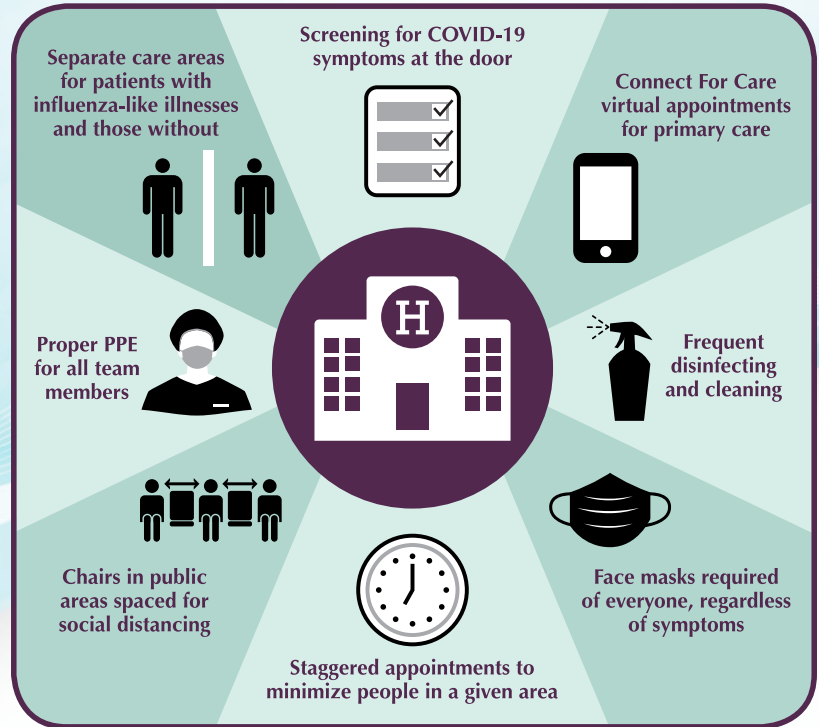 Screening for COVID-19
symptoms at the door
Connect For Care
virtual appointments
for primary care
Frequent
disinfecting
and cleaning
Face masks required
of everyone, regardless
of symptoms
Staggered appointments to
minimize people in a given area
Chairs in public
areas spaced for
social distancing
Proper PPE
for all team
members
Separate care areas
for patients with
influenza-like illnesses
and those without
H